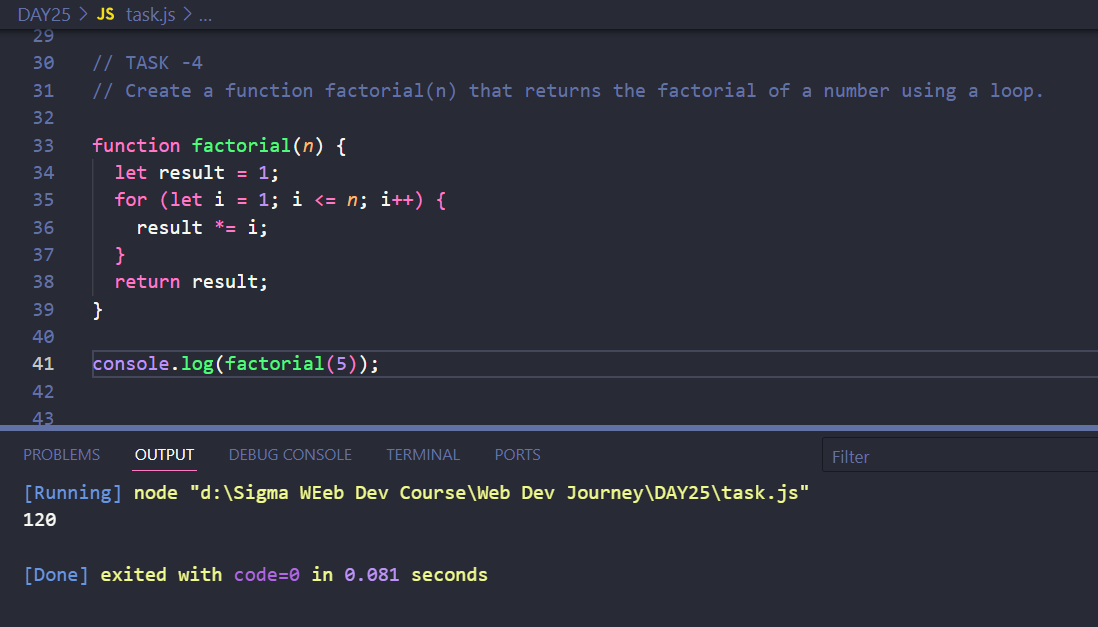 DAY25 > JS task.js > ...
29
30 // TASK -4
31 // Create a function factorial(n) that returns the factorial of a number using a loop.
32
33 function factorial(n) {
34   let result = 1;
35   for (let i = 1; i <= n; i++) {
36     result *= i;
37   }
38   return result;
39 }
40
41 console.log(factorial(5));
42
43
PROBLEMS OUTPUT DEBUG CONSOLE TERMINAL PORTS Filter
[Running] node "d:\Sigma WEeb Dev Course\Web Dev Journey\DAY25\task.js"
120
[Done] exited with code=0 in 0.081 seconds